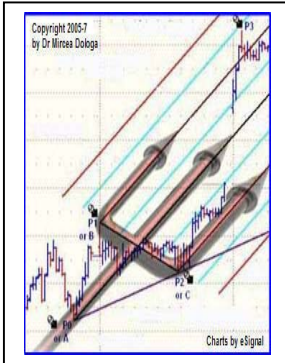 Copyright 2005-7
by Dr Mircea Dologa
P3
P1
or B
P2
or C
P0
or A
Charts by eSignal